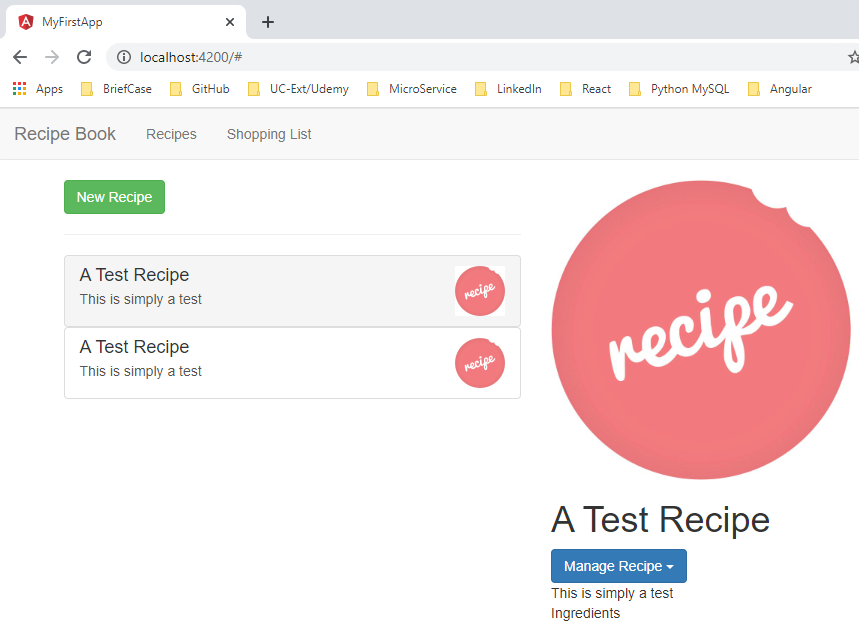 MyFirstApp
localhost:4200/#
Apps BriefCase GitHub UC-Ext/Udemy MicroService LinkedIn React Python MySQL Angular
Recipe Book Recipes Shopping List
New Recipe
A Test Recipe
This is simply a test
recipe
A Test Recipe
This is simply a test
recipe
recipe
A Test Recipe
Manage Recipe
This is simply a test
Ingredients